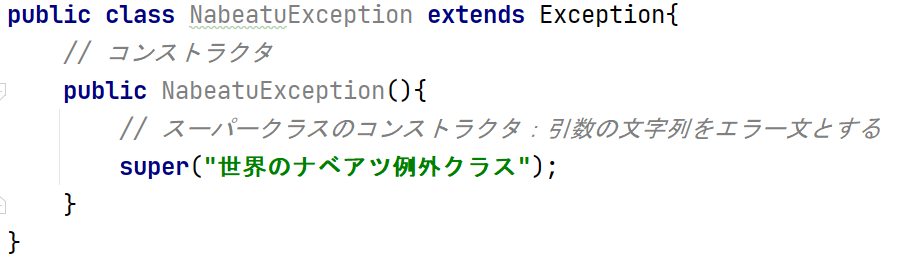 public class NabeatuException extends Exception{
// コンストラクタ
public NabeatuException(){
// スーパークラスのコンストラクタ：引数の文字列をエラー文とする
super("世界のナベアツ例外クラス");
}
}